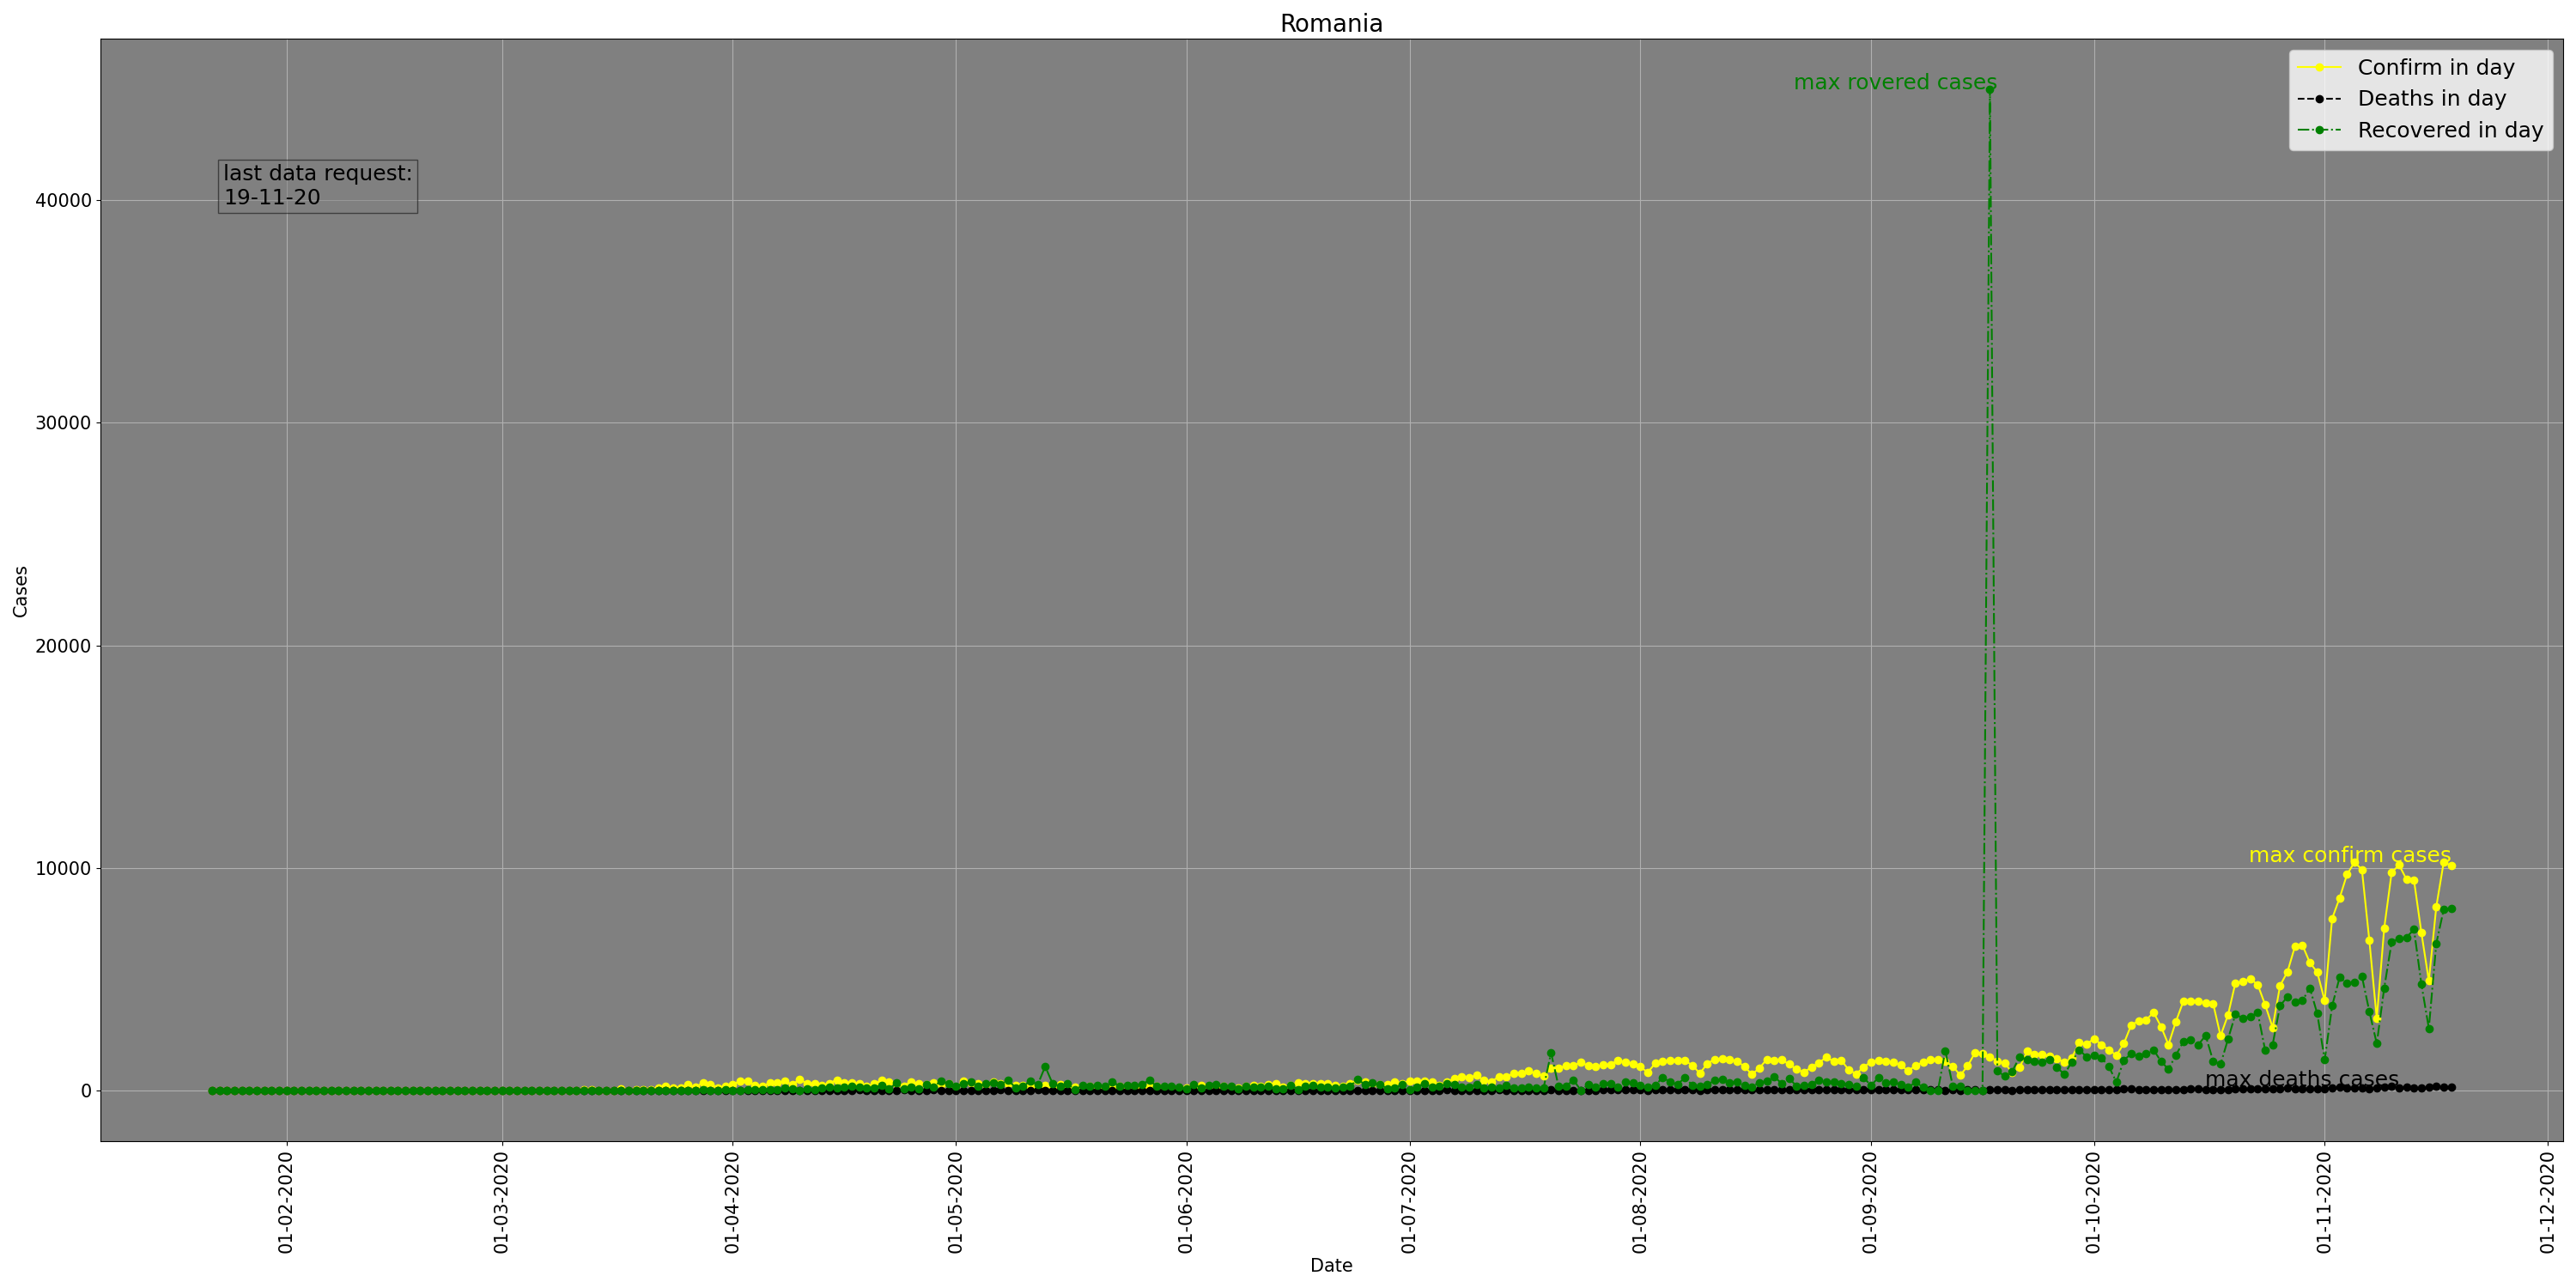 Romania
max rovered cases
Confirm in day
Deaths in day
Recovered in day
last data request:
19-11-20
40000
30000
20000
10000
0
Cases
max confirm cases
max deaths cases
01-02-2020
01-03-2020
01-04-2020
01-05-2020
01-06-2020
01-07-2020
01-08-2020
01-09-2020
01-10-2020
01-11-2020
01-12-2020
Date